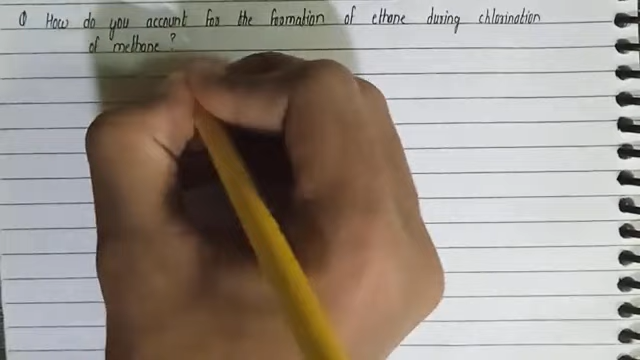 Q How do you account for the formation of ethane during chlorination
of methane ?